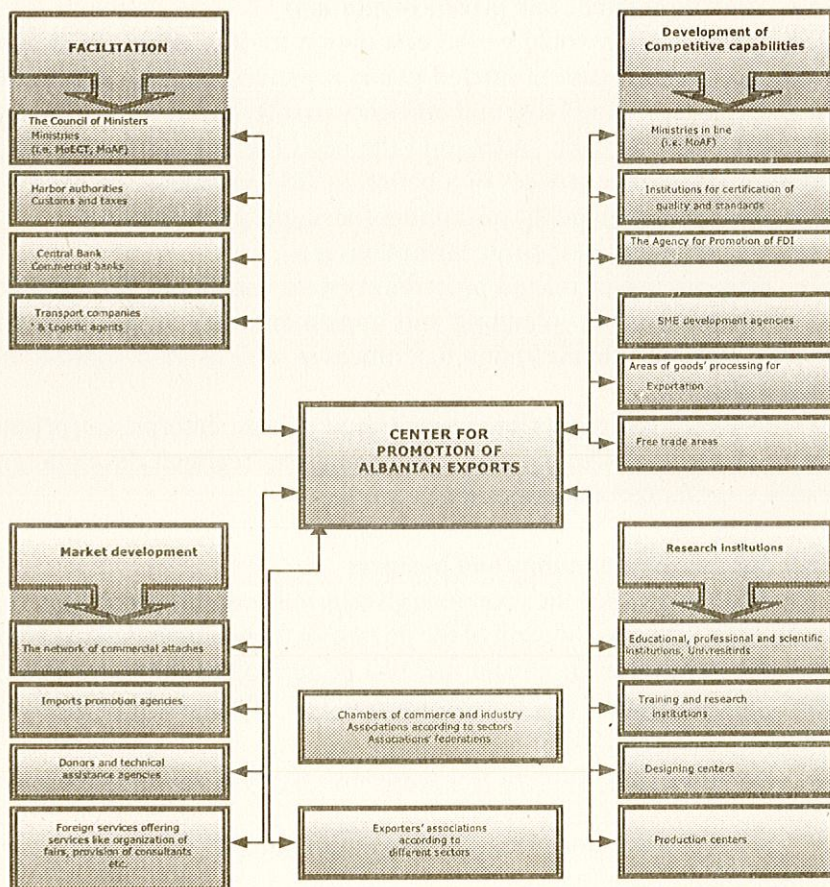 FACILITATION
The Council of Ministers
Ministries
(i.e. MoECT, MoAF)
Harbor authorities
Customs and taxes
Central Bank
Commercial banks
Transport companies
& Logistic agents
Development of
Competitive capabilities
Ministries in line
(i.e. MoAF)
Institutions for certification of
quality and standards
The Agency for Promotion of FDI
SME development agencies
Areas of goods' processing for
Exportation
Free trade areas
CENTER FOR
PROMOTION OF
ALBANIAN EXPORTS
Market development
The network of commercial attaches
Imports promotion agencies
Donors and technical
assistance agencies
Foreign services offering
services like organization of
fairs, provision of consultants
etc.
Chambers of commerce and industry
Associations according to sectors
Associations' federations
Exporters' associations
according to
different sectors
Research institutions
Educational, professional and scientific
institutions, Univresitirds
Training and research
institutions
Designing centers
Production centers